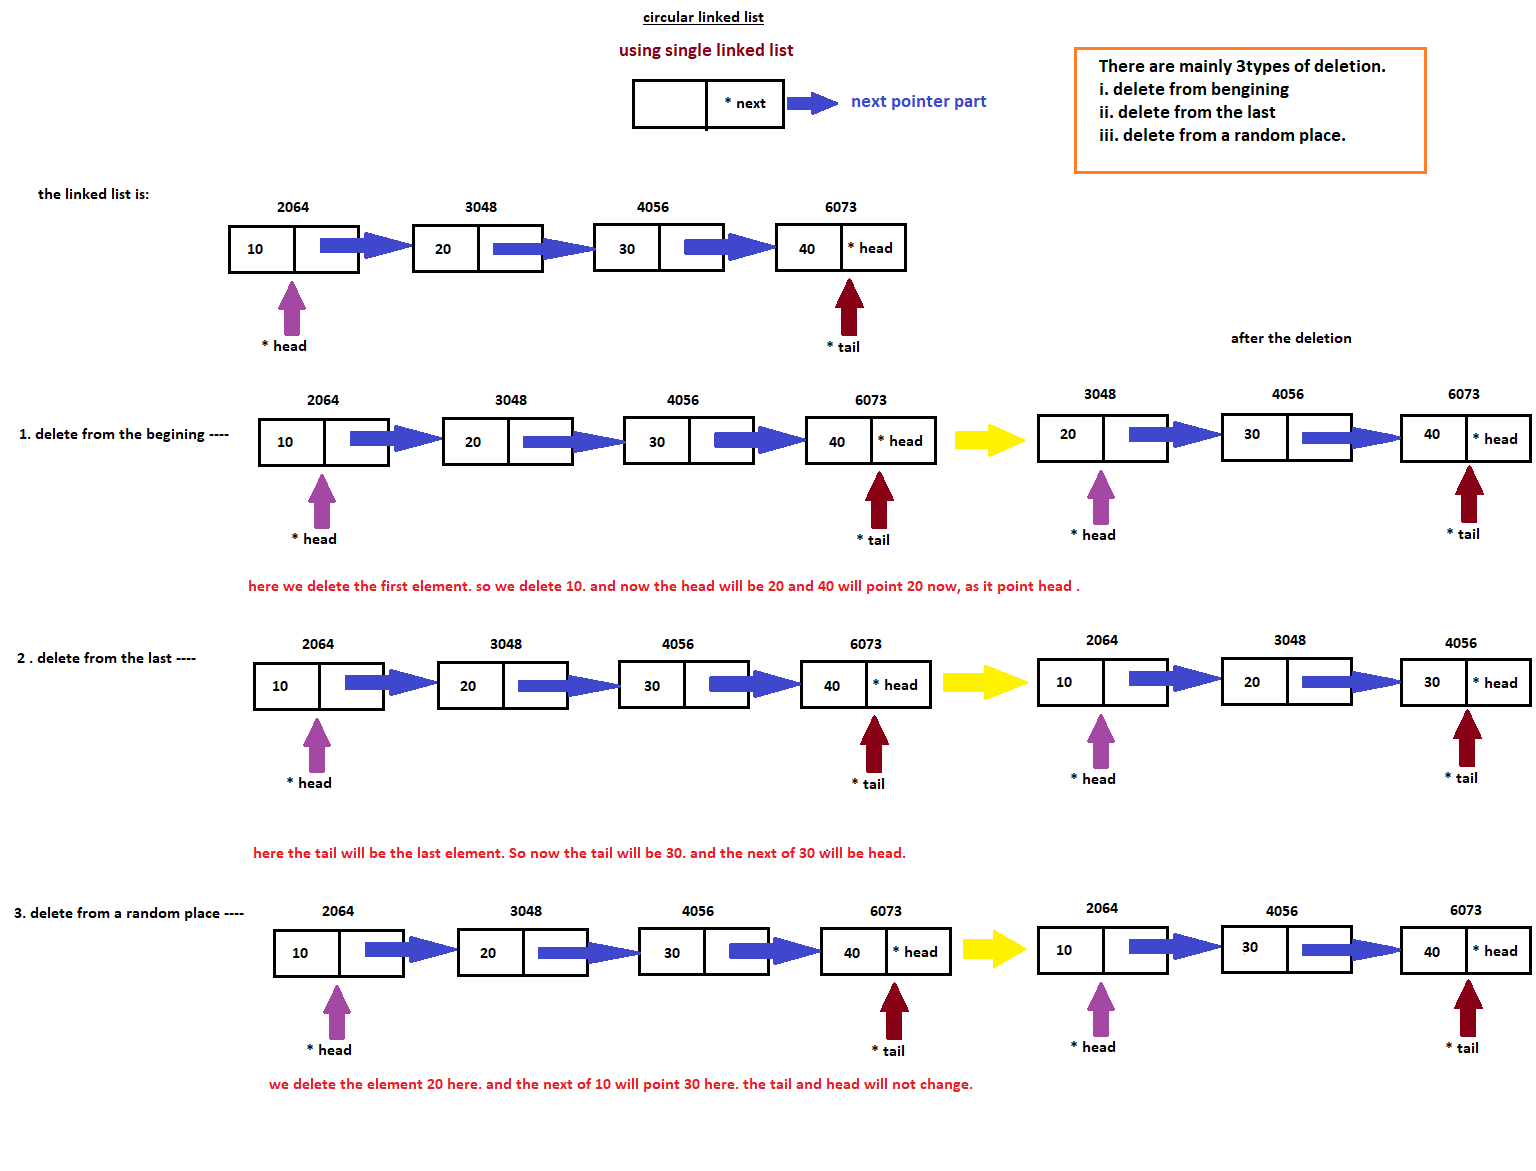 circular linked list
using single linked list
* next
next pointer part
There are mainly 3types of deletion.
i. delete from bengining
ii. delete from the last
iii. delete from a random place.
the linked list is:
2064 3048 4056 6073
10 20 30 40 * head
* head * tail
after the deletion
2064 3048 4056 6073 3048 4056 6073
1. delete from the begining ---- 10 20 30 40 * head 20 30 40 * head
* head * tail * head * tail
here we delete the first element. so we delete 10. and now the head will be 20 and 40 will point 20 now, as it point head .
2064 3048 4056 6073 2064 3048 4056
2 . delete from the last ---- 10 20 30 40 * head 10 20 30 * head
* head * tail * head * tail
here the tail will be the last element. So now the tail will be 30. and the next of 30 will be head.
3. delete from a random place ---- 2064 3048 4056 6073 2064 4056 6073
10 20 30 40 * head 10 30 40 * head
* head * tail * head * tail
we delete the element 20 here. and the next of 10 will point 30 here. the tail and head will not change.